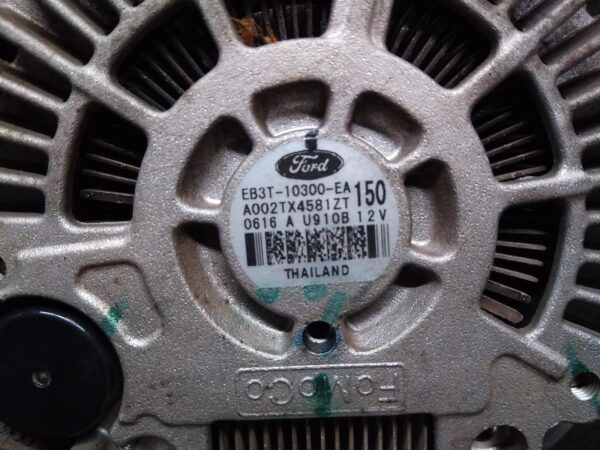 Ford
EB3T-10300-EA 150
A002TX4581ZT
0616 A U910B 12V
THAILAND
FoMoCo